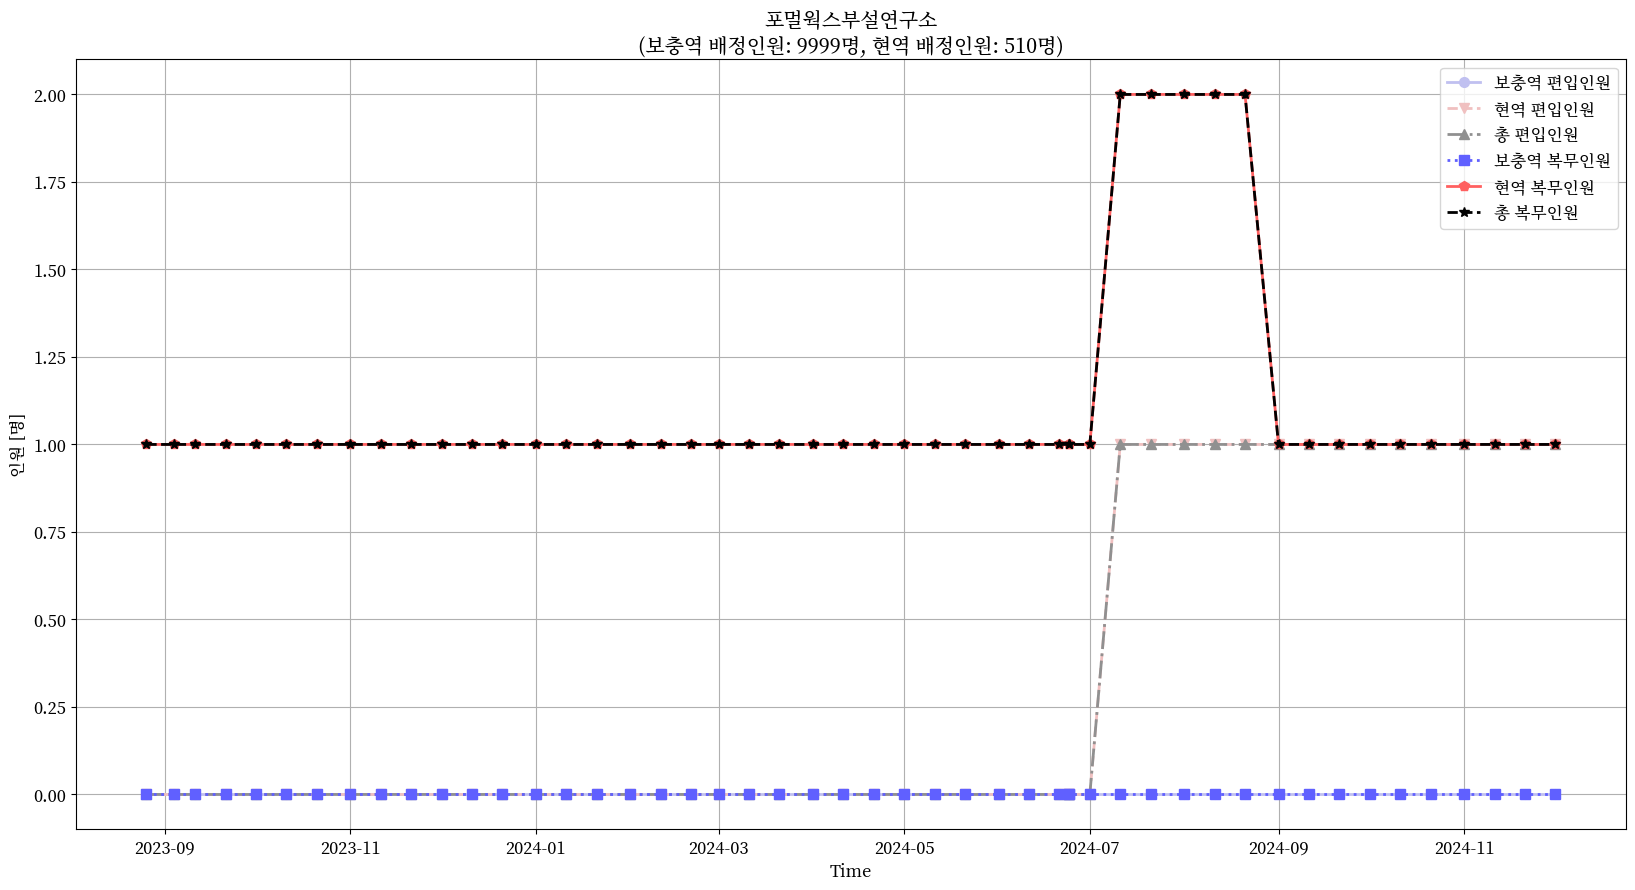 포멀웍스부설연구소
(보충역 배정인원: 9999명, 현역 배정인원: 510명)
보충역 편입인원
현역 편입인원
총 편입인원
보충역 복무인원
현역 복무인원
총 복무인원
인원 [명]
2.00
1.75
1.50
1.25
1.00
0.75
0.50
0.25
0.00
2023-09
2023-11
2024-01
2024-03
2024-05
2024-07
2024-09
2024-11
Time